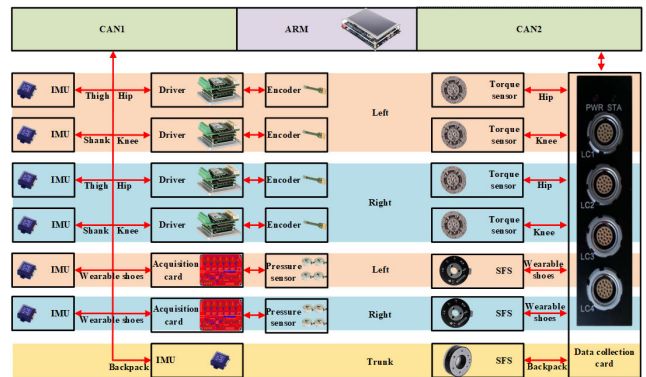 CAN1 ARM CAN2
IMU Thigh Hip Driver Encoder Left Torque sensor Hip PWR STA
IMU Shank Knee Driver Encoder Torque sensor Knee LC1
IMU Thigh Hip Driver Encoder Right Torque sensor Hip LC2
IMU Shank Knee Driver Encoder Torque sensor Knee LC3
IMU Wearable shoes Acquisition card Pressure sensor Left SFS Wearable shoes
IMU Wearable shoes Acquisition card Pressure sensor Right SFS Wearable shoes LC4
Backpack IMU Trunk SFS Backpack Data collection card